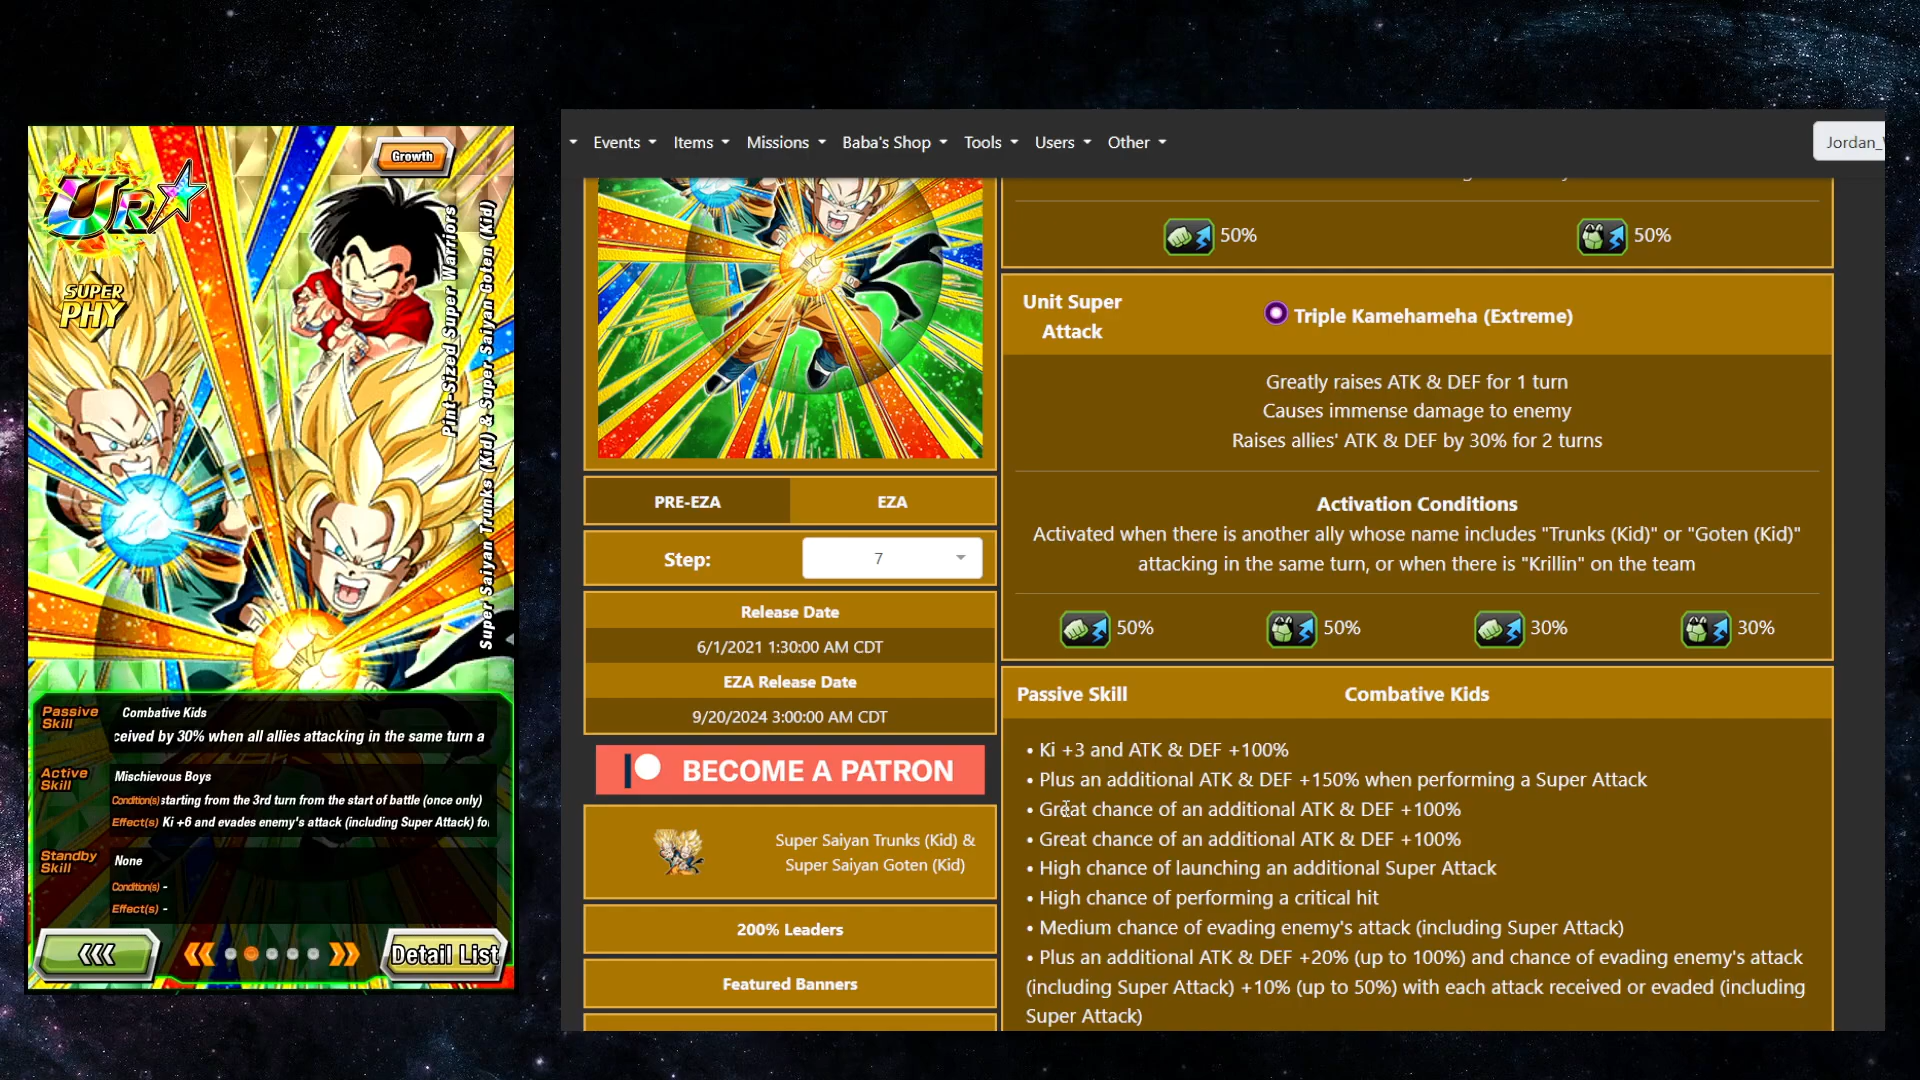 Growth
UR
SUPER
PHY
Pint-Sized Super Warriors
Super Saiyan Trunks (Kid) & Super Saiyan Goten (Kid)
Passive
Skill
Combative Kids
ceived by 30% when all allies attacking in the same turn a
Active
Skill
Mischievous Boys
Condition(s) starting from the 3rd turn from the start of battle (once only)
Effect(s) Ki +6 and evades enemy's attack (including Super Attack) fo
Standby
Skill
None
Condition(s) -
Effect(s) -
Detail List
Events
Items
Missions
Baba's Shop
Tools
Users
Other
Jordan_
PRE-EZA
EZA
Step:
7
Release Date
6/1/2021 1:30:00 AM CDT
EZA Release Date
9/20/2024 3:00:00 AM CDT
BECOME A PATRON
Super Saiyan Trunks (Kid) &
Super Saiyan Goten (Kid)
200% Leaders
Featured Banners
50%
50%
Unit Super
Attack
Triple Kamehameha (Extreme)
Greatly raises ATK & DEF for 1 turn
Causes immense damage to enemy
Raises allies' ATK & DEF by 30% for 2 turns
Activation Conditions
Activated when there is another ally whose name includes "Trunks (Kid)" or "Goten (Kid)"
attacking in the same turn, or when there is "Krillin" on the team
50%
50%
30%
30%
Passive Skill
Combative Kids
• Ki +3 and ATK & DEF +100%
• Plus an additional ATK & DEF +150% when performing a Super Attack
• Great chance of an additional ATK & DEF +100%
• Great chance of an additional ATK & DEF +100%
• High chance of launching an additional Super Attack
• High chance of performing a critical hit
• Medium chance of evading enemy's attack (including Super Attack)
• Plus an additional ATK & DEF +20% (up to 100%) and chance of evading enemy's attack
(including Super Attack) +10% (up to 50%) with each attack received or evaded (including
Super Attack)